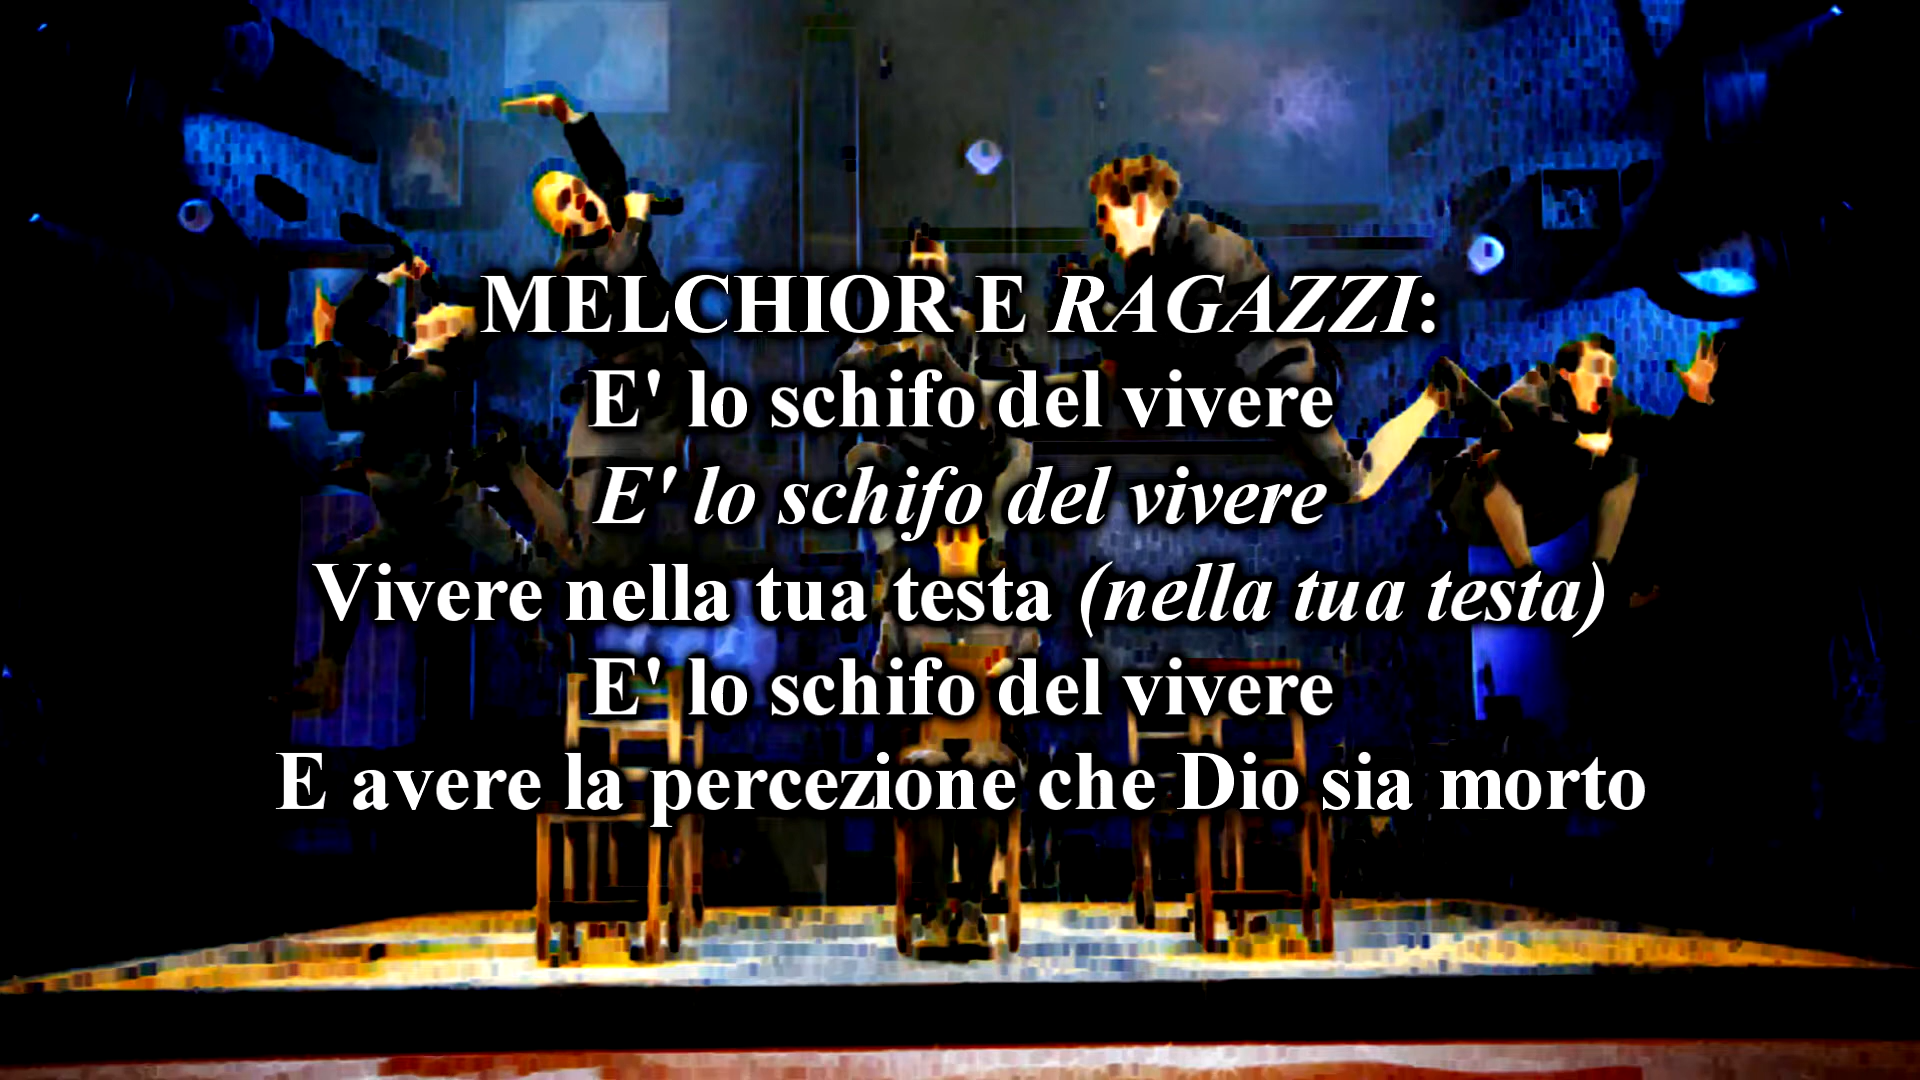 MELCHIOR E RAGAZZI:
E' lo schifo del vivere
E' lo schifo del vivere
Vivere nella tua testa (nella tua testa)
E' lo schifo del vivere
E avere la percezione che Dio sia morto